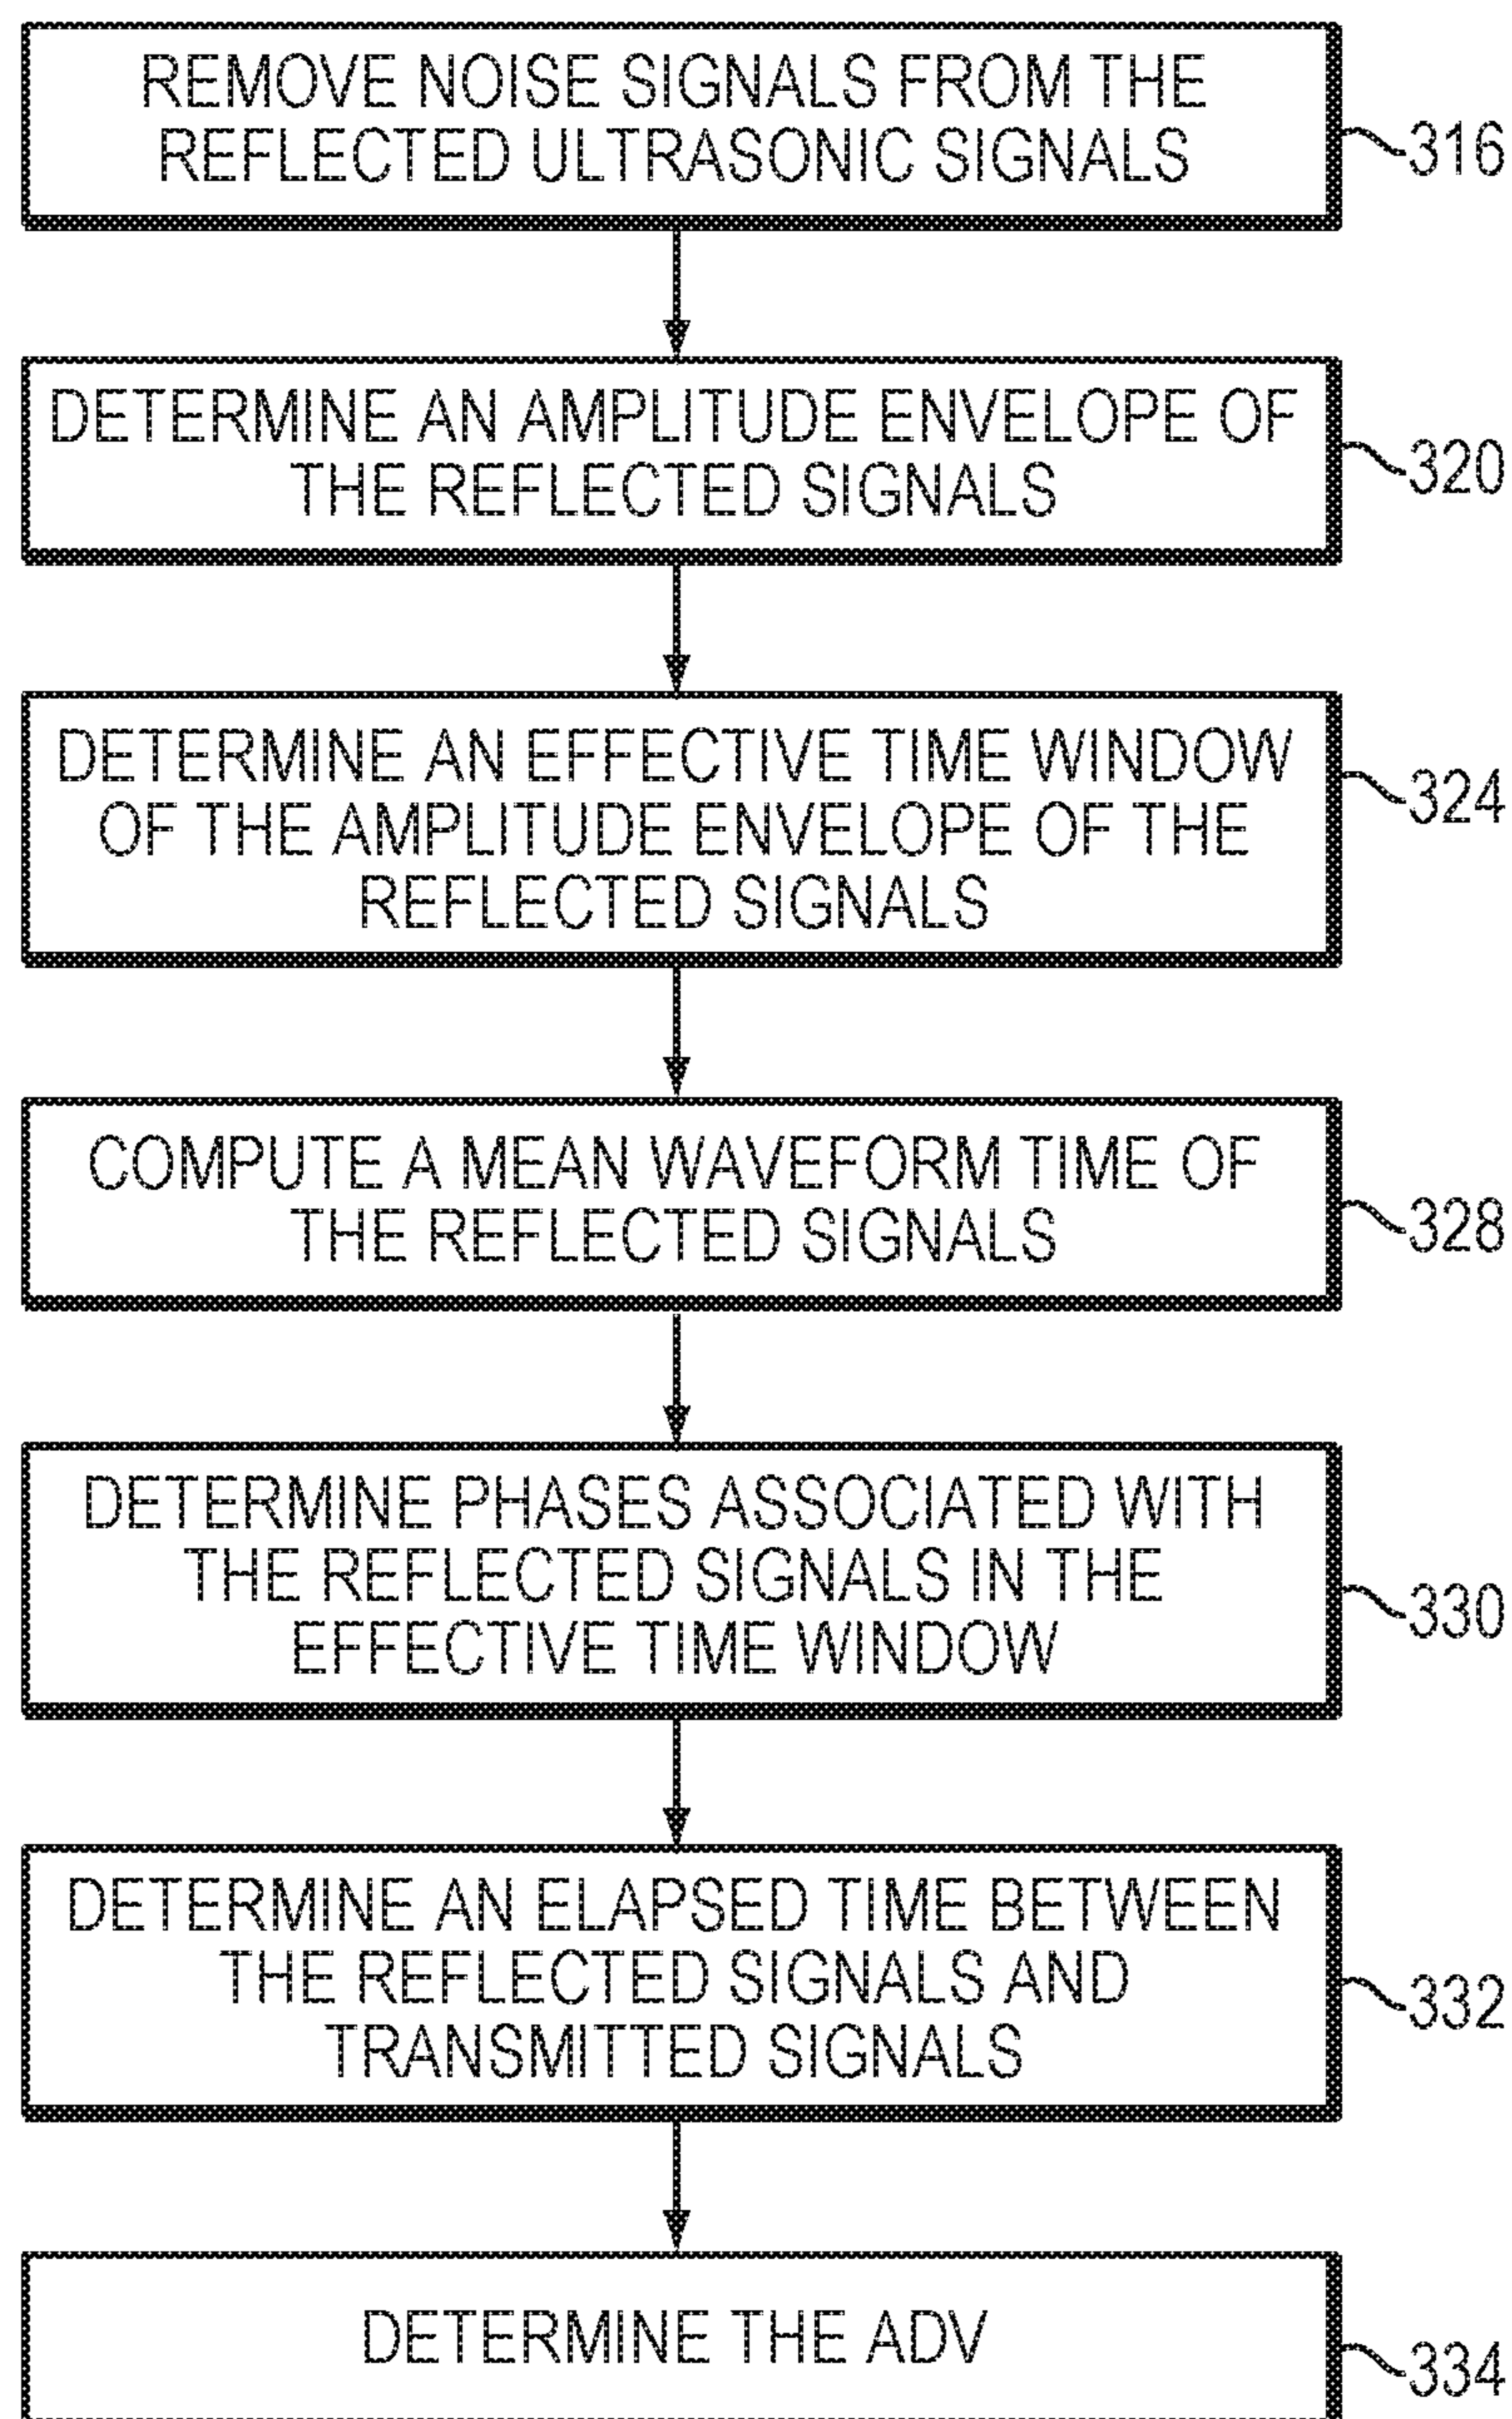 REMOVE NOISE SIGNALS FROM THE
REFLECTED ULTRASONIC SIGNALS
316
DETERMINE AN AMPLITUDE ENVELOPE OF
THE REFLECTED SIGNALS
320
DETERMINE AN EFFECTIVE TIME WINDOW
OF THE AMPLITUDE ENVELOPE OF THE
REFLECTED SIGNALS
324
COMPUTE A MEAN WAVEFORM TIME OF
THE REFLECTED SIGNALS
328
DETERMINE PHASES ASSOCIATED WITH
THE REFLECTED SIGNALS IN THE
EFFECTIVE TIME WINDOW
330
DETERMINE AN ELAPSED TIME BETWEEN
THE REFLECTED SIGNALS AND
TRANSMITTED SIGNALS
332
DETERMINE THE ADV
334